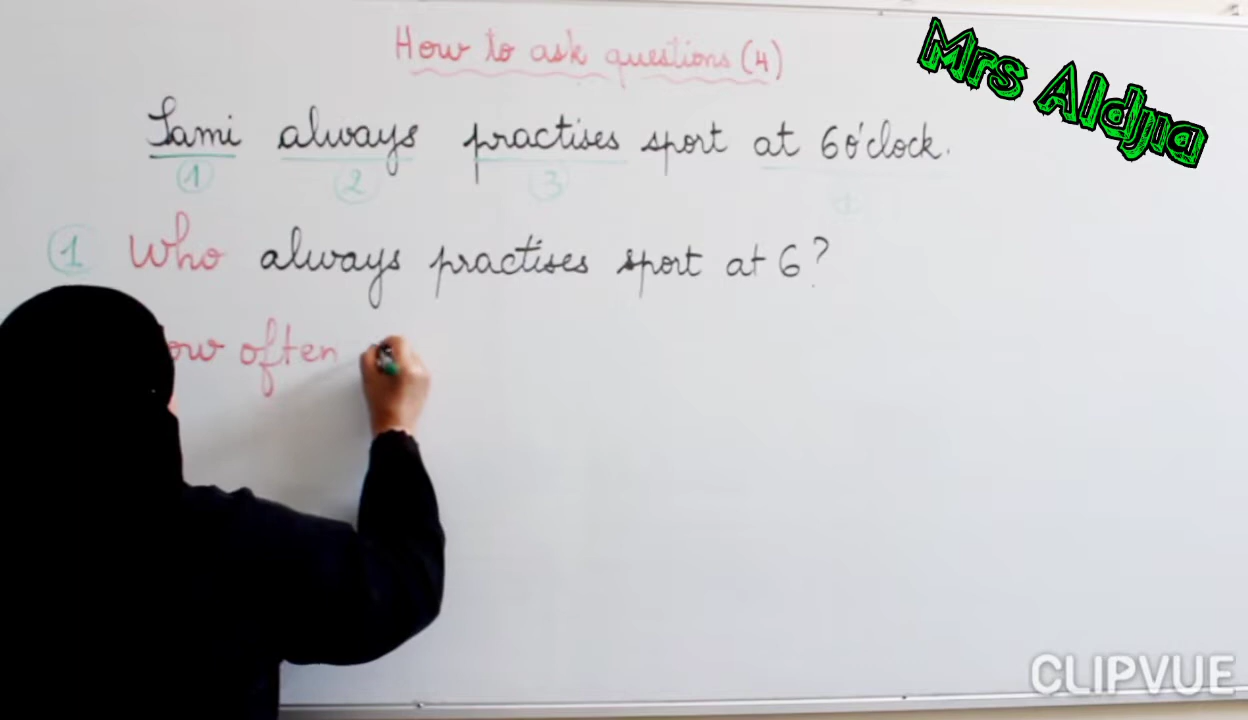 How to ask questions (4)
Mrs Aldjia
Sami always practises sport at 6 o'clock.
1 2 3
1 Who always practises sport at 6?
often
CLIPVUE